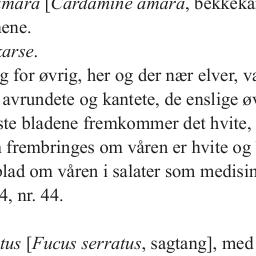 amara [Cardamine amara, bekkekar
nene.
karse.
g for øvrig, her og der nær elver, va
avrundete og kantete, de enslige øv
ste bladene fremkommer det hvite,
frembringes om våren er hvite og
blad om våren i salater som medisin
4, nr. 44.
tus [Fucus serratus, sagtang], med